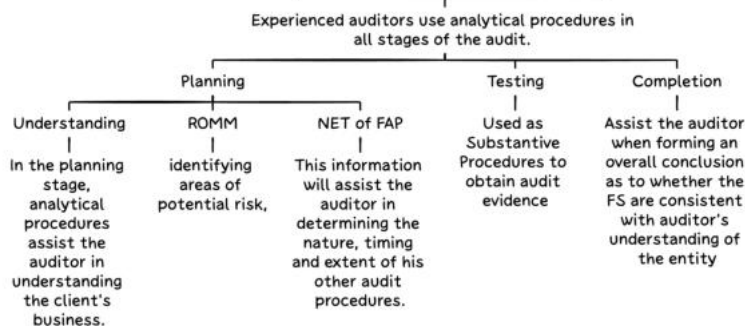 Experienced auditors use analytical procedures in
all stages of the audit.
Planning
Testing
Completion
Understanding
ROMM
NET of FAP
In the planning
stage,
analytical
procedures
assist the
auditor in
understanding
the client's
business.
identifying
areas of
potential risk,
This information
will assist the
auditor in
determining the
nature, timing
and extent of his
other audit
procedures.
Used as
Substantive
Procedures to
obtain audit
evidence
Assist the auditor
when forming an
overall conclusion
as to whether the
FS are consistent
with auditor's
understanding of
the entity